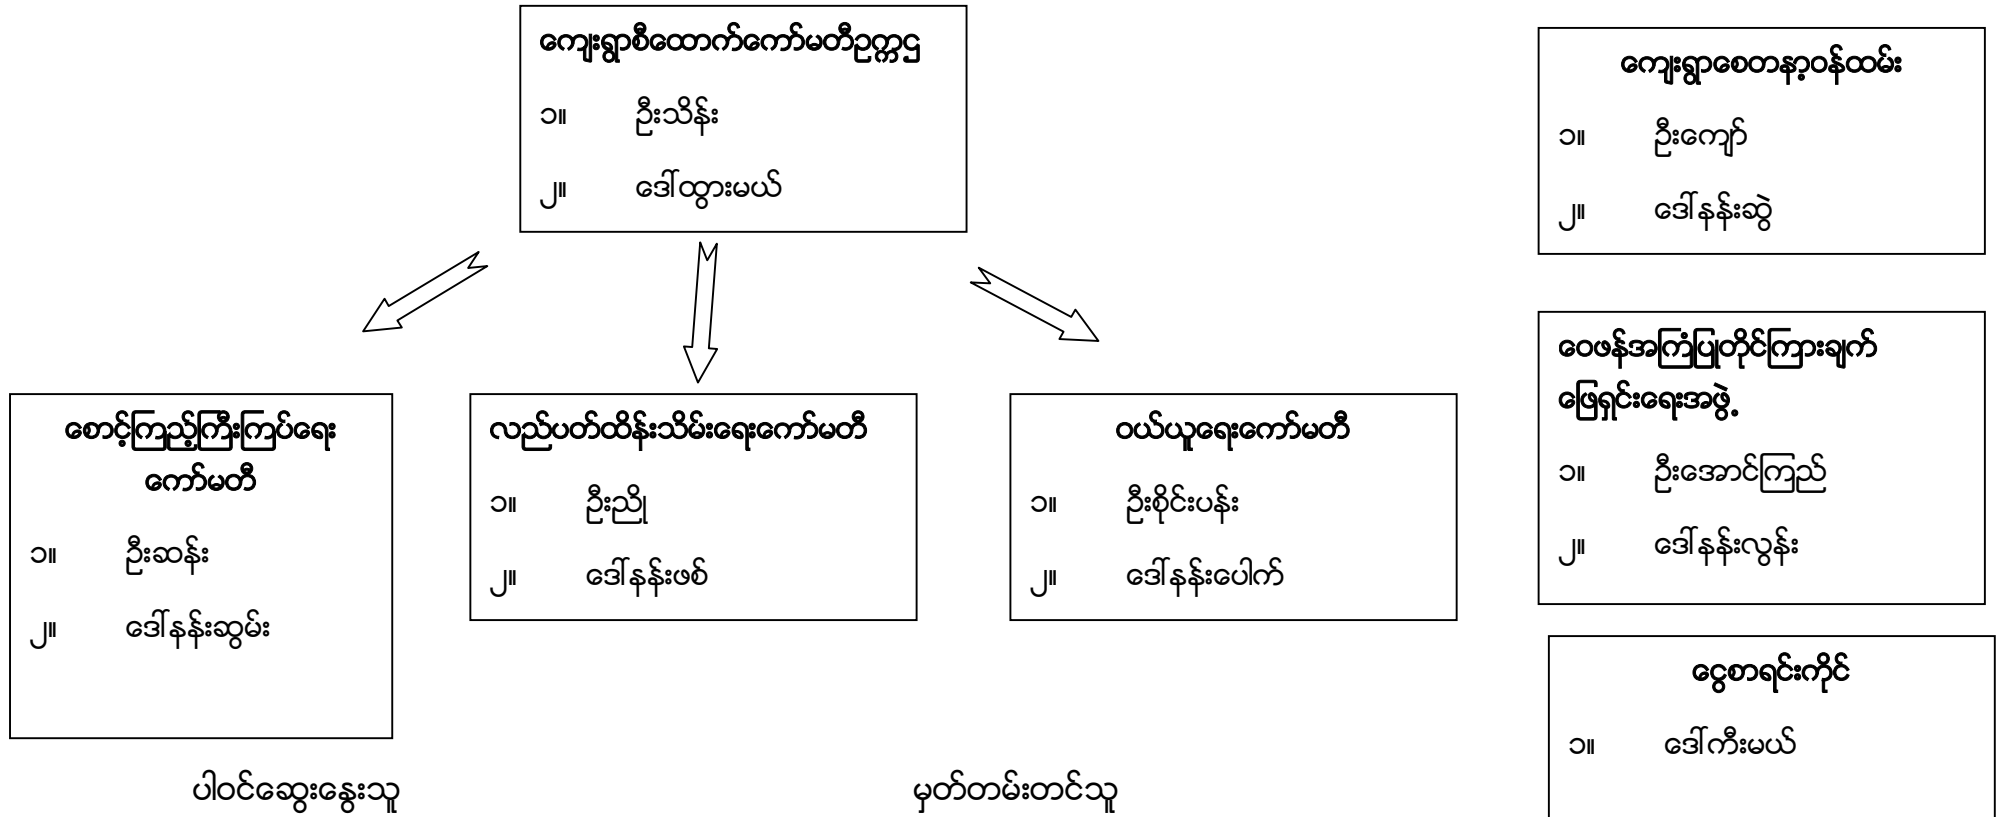 ကျေးရွာစီထောက်ကော်မတီဥက္ကဌ
၁။ ဦးသိန်း
၂။ ဒေါ်ထွားမယ်
ကျေးရွာစေတနာ့ဝန်ထမ်း
၁။ ဦးကျော်
၂။ ဒေါ်နန်းဆွဲ
ဝေဖန်အကြံပြုတိုင်ကြားချက်
ဖြေရှင်းရေးအဖွဲ့
၁။ ဦးအောင်ကြည်
၂။ ဒေါ်နန်းလွန်း
စောင့်ကြည့်ကြီးကြပ်ရေး
ကော်မတီ
၁။ ဦးဆန်း
၂။ ဒေါ်နန်းဆွမ်း
လည်ပတ်ထိန်းသိမ်းရေးကော်မတီ
၁။ ဦးညို
၂။ ဒေါ်နန်းဖစ်
ဝယ်ယူရေးကော်မတီ
၁။ ဦးစိုင်းပန်း
၂။ ဒေါ်နန်းပေါက်
ငွေစာရင်းကိုင်
၁။ ဒေါ်ကီးမယ်
ပါဝင်ဆွေးနွေးသူ မှတ်တမ်းတင်သူ